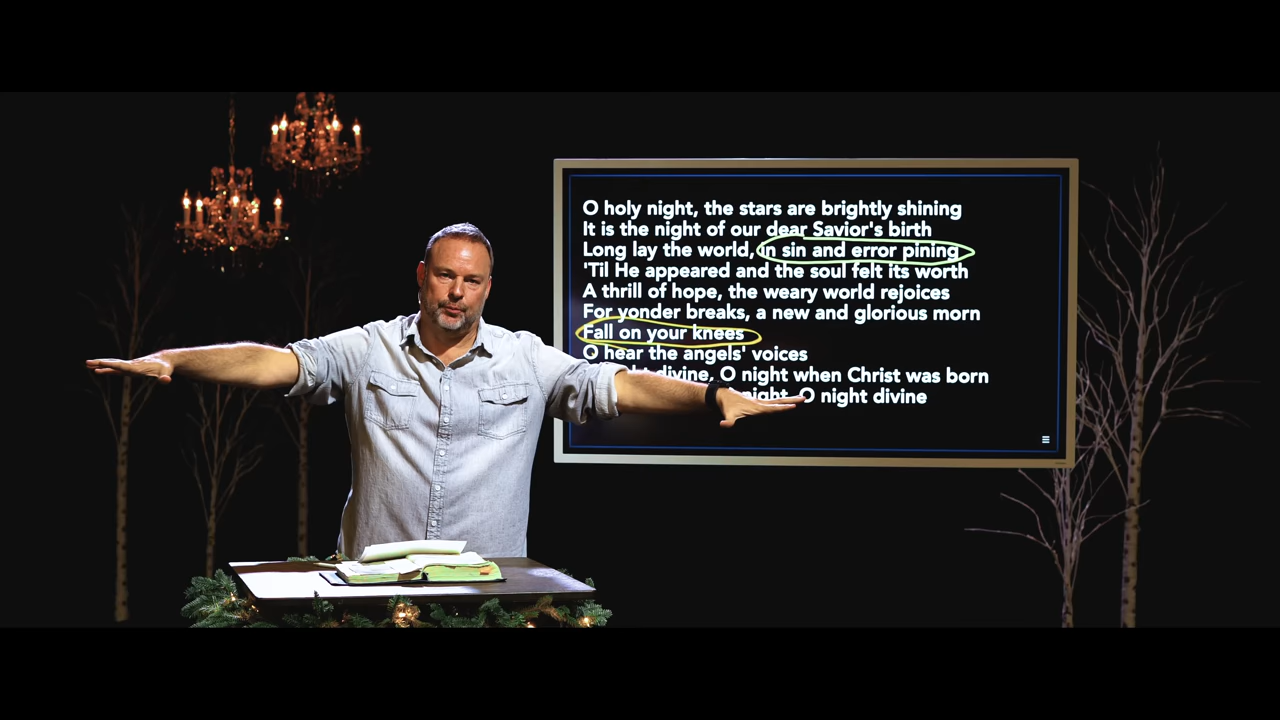 O holy night, the stars are brightly shining
It is the night of our dear Savior's birth
Long lay the world, in sin and error pining
'Til He appeared and the soul felt its worth
A thrill of hope, the weary world rejoices
For yonder breaks, a new and glorious morn
Fall on your knees
O hear the angels' voices
divine, O night when Christ was born
night, O night divine